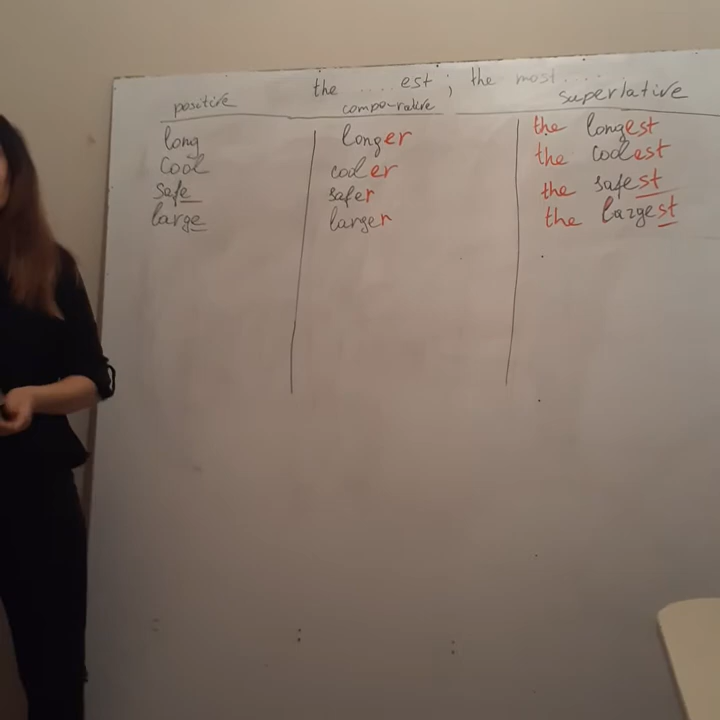 the .... est ; the most ....
positive comparative superlative
long longer the longest
cool cooler the coolest
safe safer the safest
large larger the largest